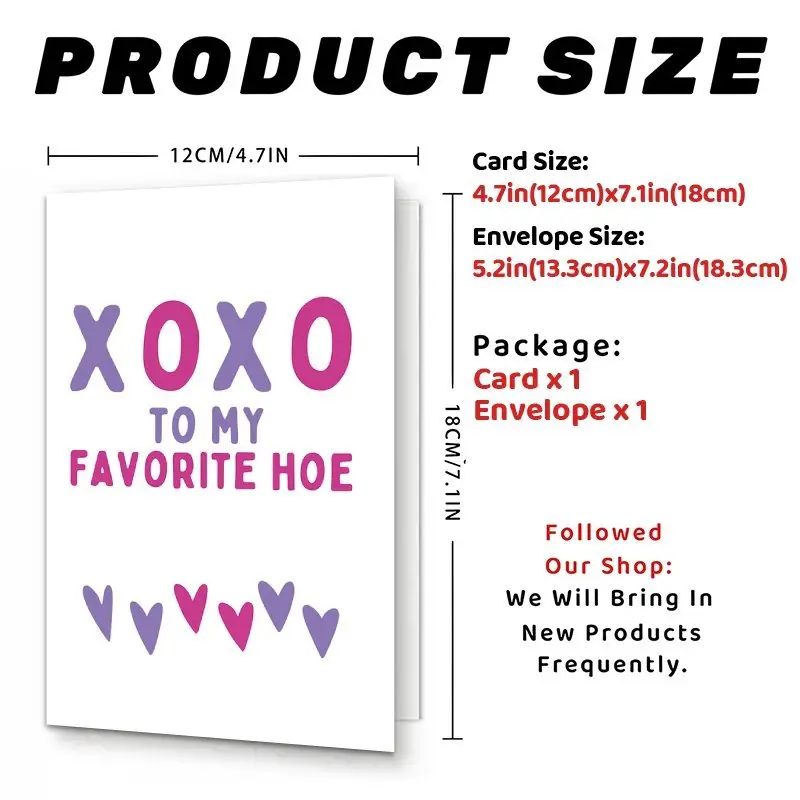 PRODUCT SIZE
12CM/4.7IN
Card Size:
4.7in(12cm)x7.1in(18cm)
Envelope Size:
5.2in(13.3cm)x7.2in(18.3cm)
XOXO
TO MY
FAVORITE HOE
18CM/7.1IN
Package:
Card x 1
Envelope x 1
Followed
Our Shop:
We Will Bring In
New Products
Frequently.